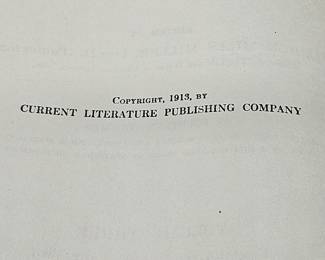 Copyright, 1913, by
CURRENT LITERATURE PUBLISHING COMPANY